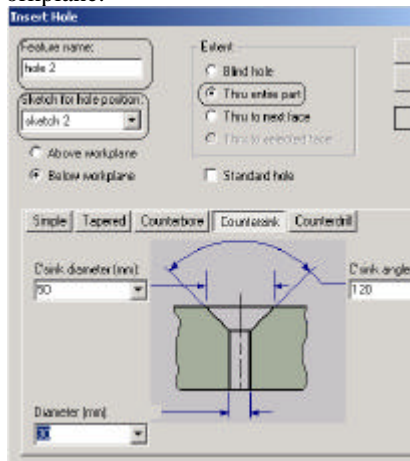 Insert Hole
Feature name:
hole 2
Sketch for hole position:
sketch 2
Above workplane
Below workplane
Extent
Blind hole
Thru entire part
Thru to next face
Thru to selected face
Standard hole
Simple Tapered Counterbore Countersink Counterdrill
C'sink diameter (mm):
C'sink angle
120
Diameter (mm)